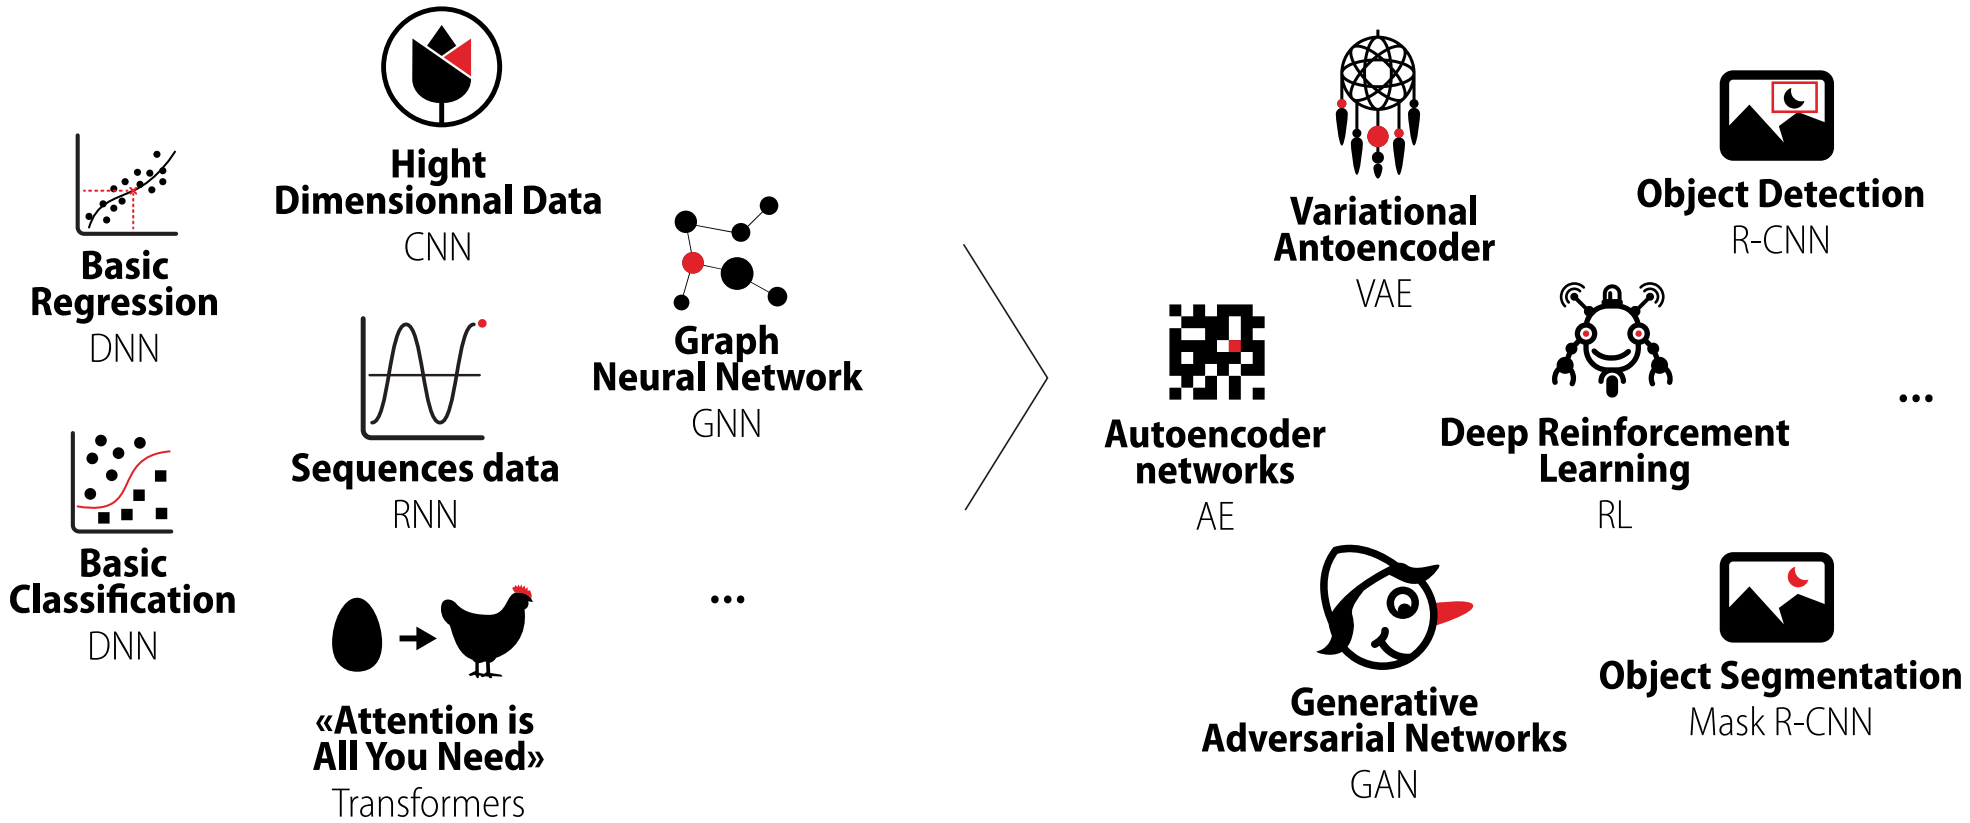 Hight
Dimensionnal Data
CNN
Basic
Regression
DNN
Graph
Neural Network
GNN
Sequences data
RNN
Basic
Classification
DNN
...
«Attention is
All You Need»
Transformers
Variational
Antoencoder
VAE
Object Detection
R-CNN
Autoencoder
networks
AE
Deep Reinforcement
Learning
RL
...
Generative
Adversarial Networks
GAN
Object Segmentation
Mask R-CNN